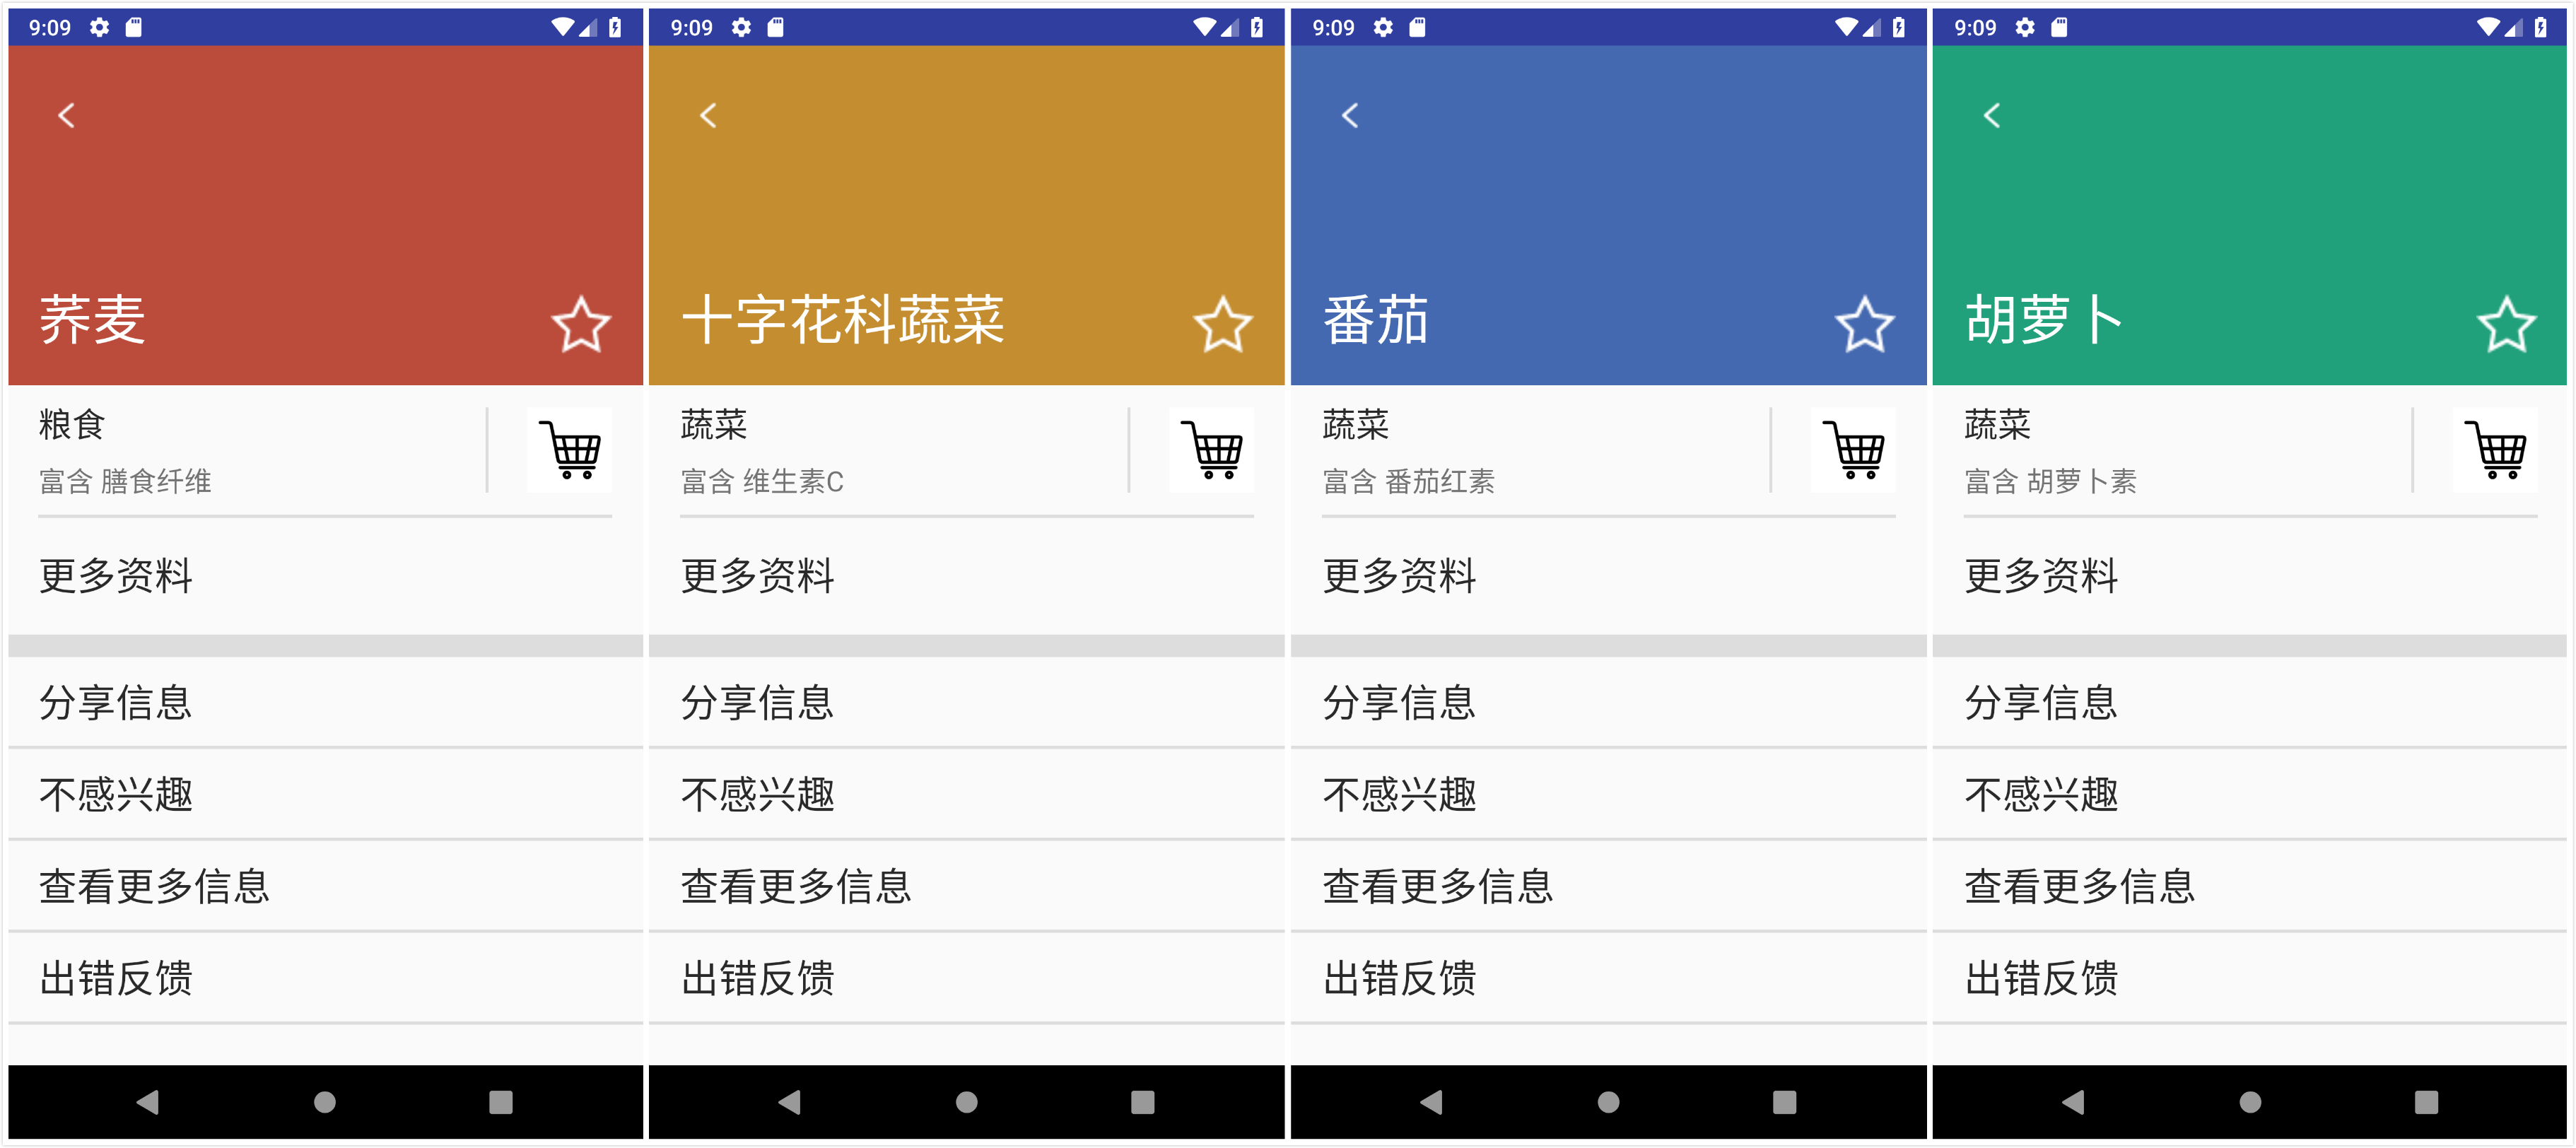 9:09
荞麦
粮食
富含 膳食纤维
更多资料
分享信息
不感兴趣
查看更多信息
出错反馈
9:09
十字花科蔬菜
蔬菜
富含 维生素C
更多资料
分享信息
不感兴趣
查看更多信息
出错反馈
9:09
番茄
蔬菜
富含 番茄红素
更多资料
分享信息
不感兴趣
查看更多信息
出错反馈
9:09
胡萝卜
蔬菜
富含 胡萝卜素
更多资料
分享信息
不感兴趣
查看更多信息
出错反馈